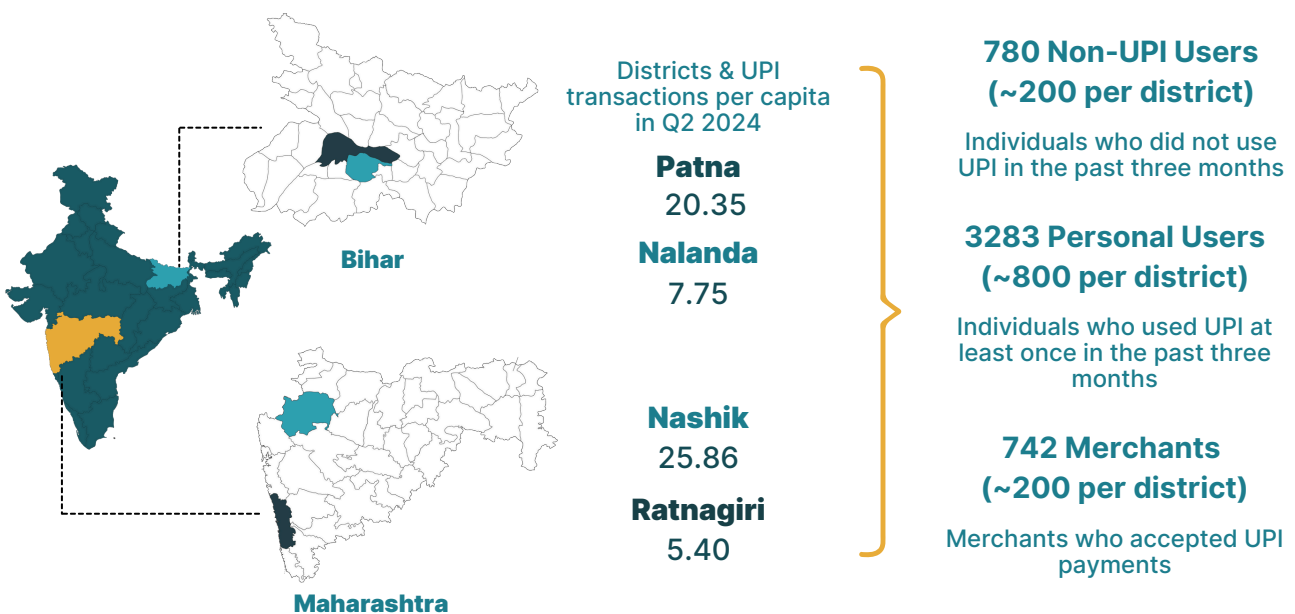 Bihar
Maharashtra
Districts & UPI
transactions per capita
in Q2 2024
Patna
20.35
Nalanda
7.75
Nashik
25.86
Ratnagiri
5.40
780 Non-UPI Users
(~200 per district)
Individuals who did not use
UPI in the past three months
3283 Personal Users
(~800 per district)
Individuals who used UPI at
least once in the past three
months
742 Merchants
(~200 per district)
Merchants who accepted UPI
payments